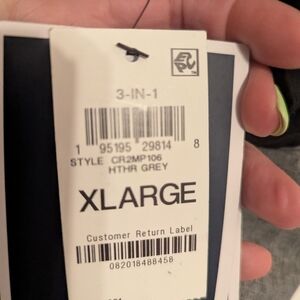 3-IN-1
1 95195 29814 8
STYLE CR2MP106
HTHR GREY
XLARGE
Customer Return Label
082018488458